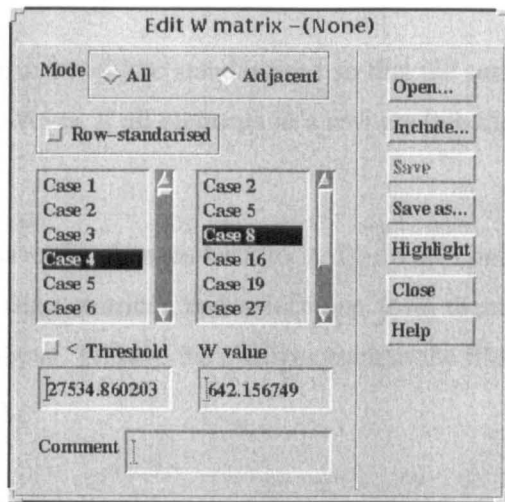 Edit W matrix -(None)
Mode All Adjacent
Row-standarised
Case 1
Case 2
Case 3
Case 4
Case 5
Case 6
Case 2
Case 5
Case 8
Case 16
Case 19
Case 27
< Threshold
W value
27534.860203
642.156749
Comment
Open...
Include...
Save
Save as...
Highlight
Close
Help